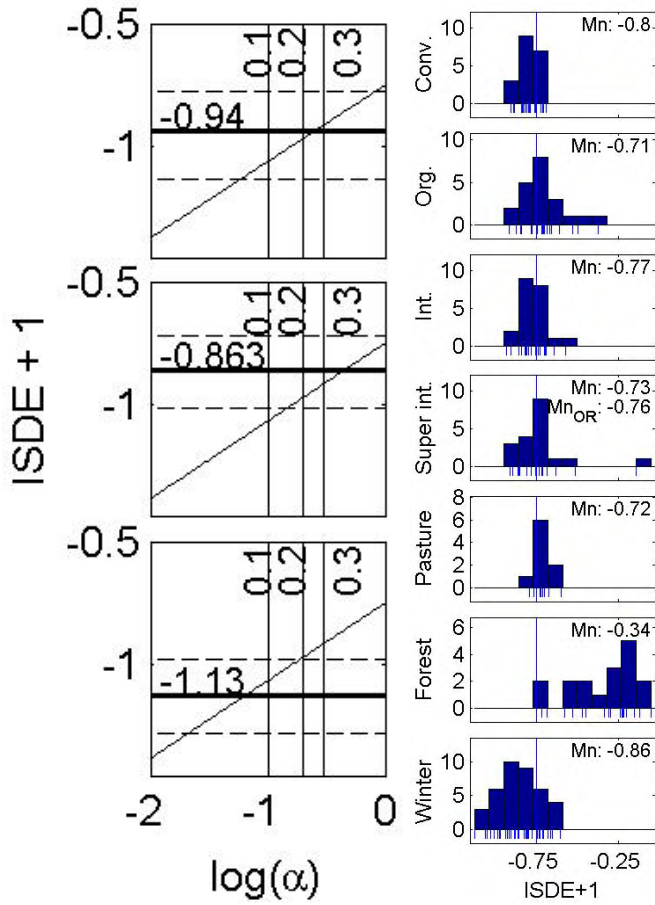 -0.5
0.1
0.2
0.3
-0.94
-1
-0.5
0.1
0.2
0.3
-0.863
-1
-0.5
0.1
0.2
0.3
-1
-1.13
-2
-1
0
ISDE + 1
log(α)
10
5
0
Conv.
Mn: -0.8
10
5
0
Org.
Mn: -0.71
10
5
0
Int.
Mn: -0.77
10
5
0
Super int.
Mn: -0.73
Mn_OR: -0.76
8
6
4
2
0
Pasture
Mn: -0.72
6
4
2
0
Forest
Mn: -0.34
10
5
0
Winter
Mn: -0.86
-0.75
-0.25
ISDE+1